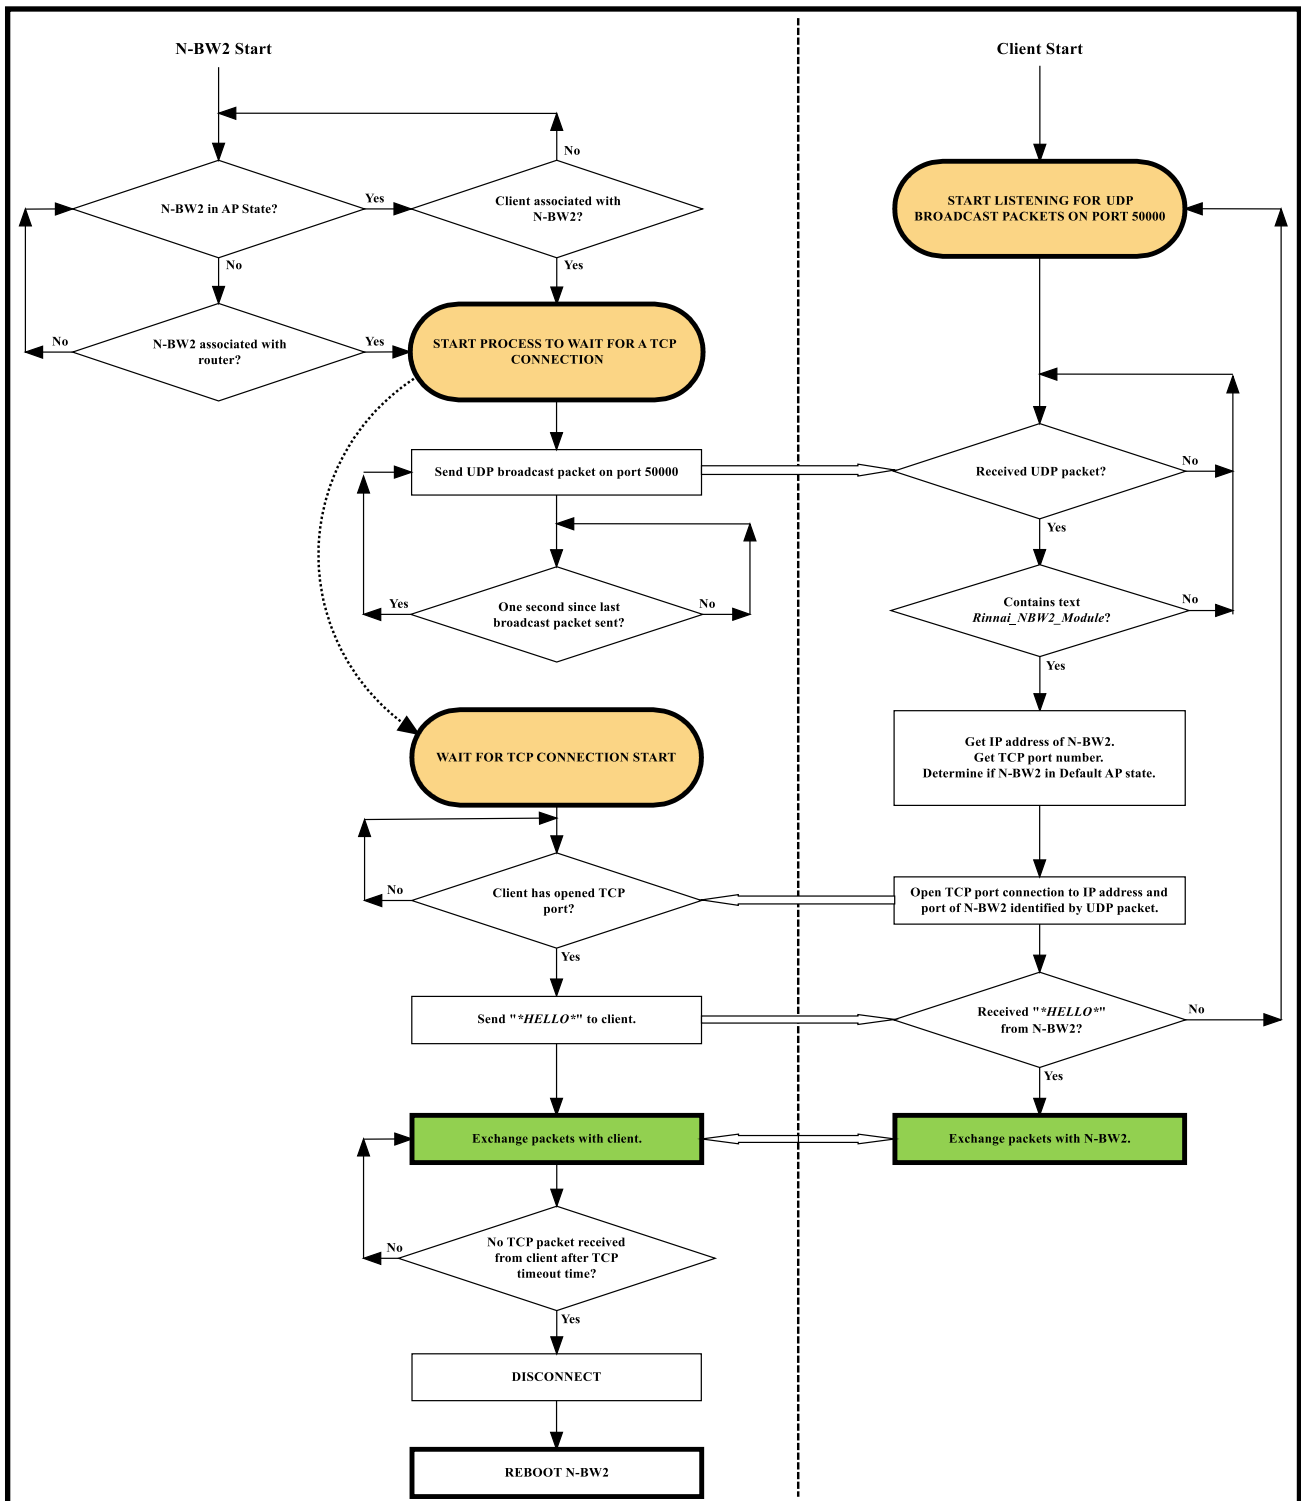 N-BW2 Start
Client Start
No
N-BW2 in AP State?
Yes
Client associated with
N-BW2?
START LISTENING FOR UDP
BROADCAST PACKETS ON PORT 50000
No
Yes
No
N-BW2 associated with
router?
Yes
START PROCESS TO WAIT FOR A TCP
CONNECTION
Send UDP broadcast packet on port 50000
Received UDP packet?
No
Yes
Yes
One second since last
broadcast packet sent?
No
Contains text
Rinnai_NBW2_Module?
No
Yes
WAIT FOR TCP CONNECTION START
Get IP address of N-BW2.
Get TCP port number.
Determine if N-BW2 in Default AP state.
No
Client has opened TCP
port?
Open TCP port connection to IP address and
port of N-BW2 identified by UDP packet.
Yes
Send "*HELLO*" to client.
Received "*HELLO*"
from N-BW2?
No
Yes
Exchange packets with client.
Exchange packets with N-BW2.
No
No TCP packet received
from client after TCP
timeout time?
Yes
DISCONNECT
REBOOT N-BW2